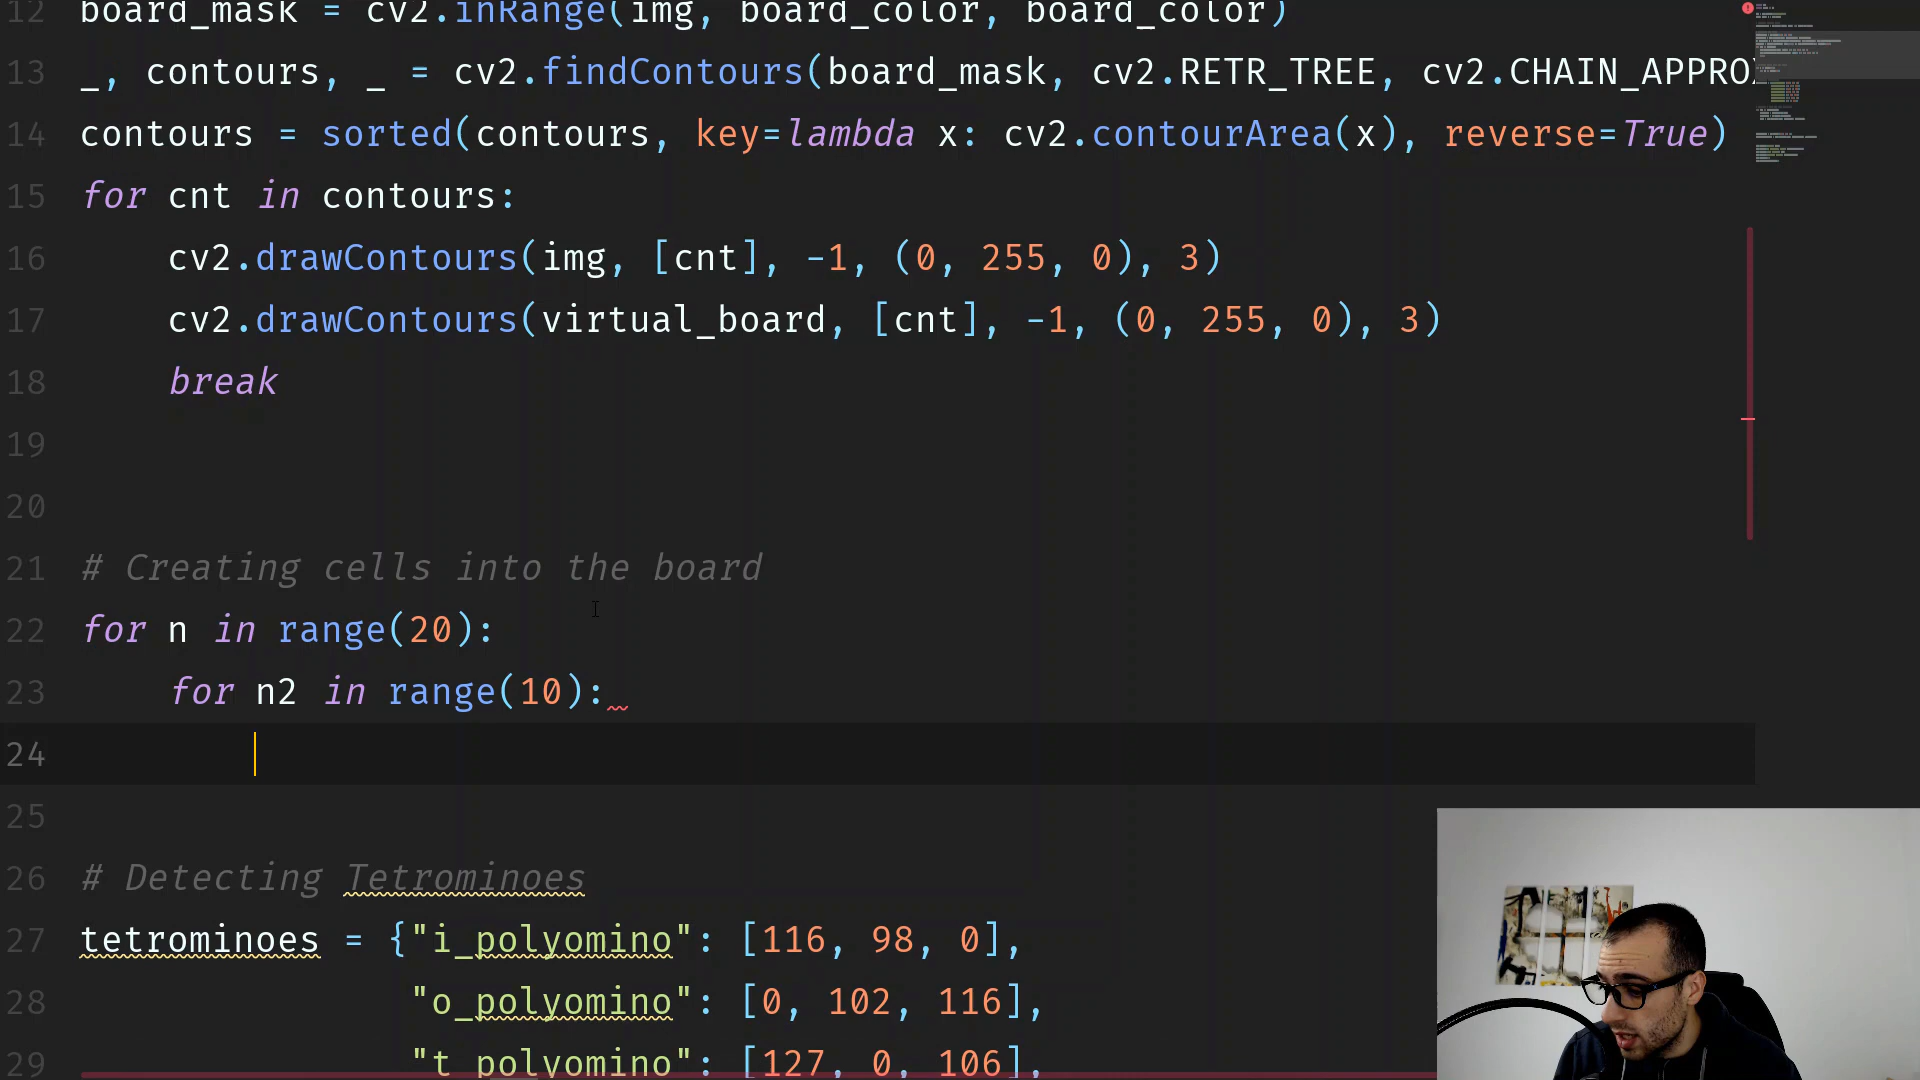 12 board_mask = cv2.inRange(img, board_color, board_color)
13 _, contours, _ = cv2.findContours(board_mask, cv2.RETR_TREE, cv2.CHAIN_APPROX
14 contours = sorted(contours, key=lambda x: cv2.contourArea(x), reverse=True)
15 for cnt in contours:
16 cv2.drawContours(img, [cnt], -1, (0, 255, 0), 3)
17 cv2.drawContours(virtual_board, [cnt], -1, (0, 255, 0), 3)
18 break
19
20
21 # Creating cells into the board
22 for n in range(20):
23 for n2 in range(10):
24
25
26 # Detecting Tetrominoes
27 tetrominoes = {"i_polyomino": [116, 98, 0],
28 "o_polyomino": [0, 102, 116],
29 "t_polyomino": [127, 0, 106],